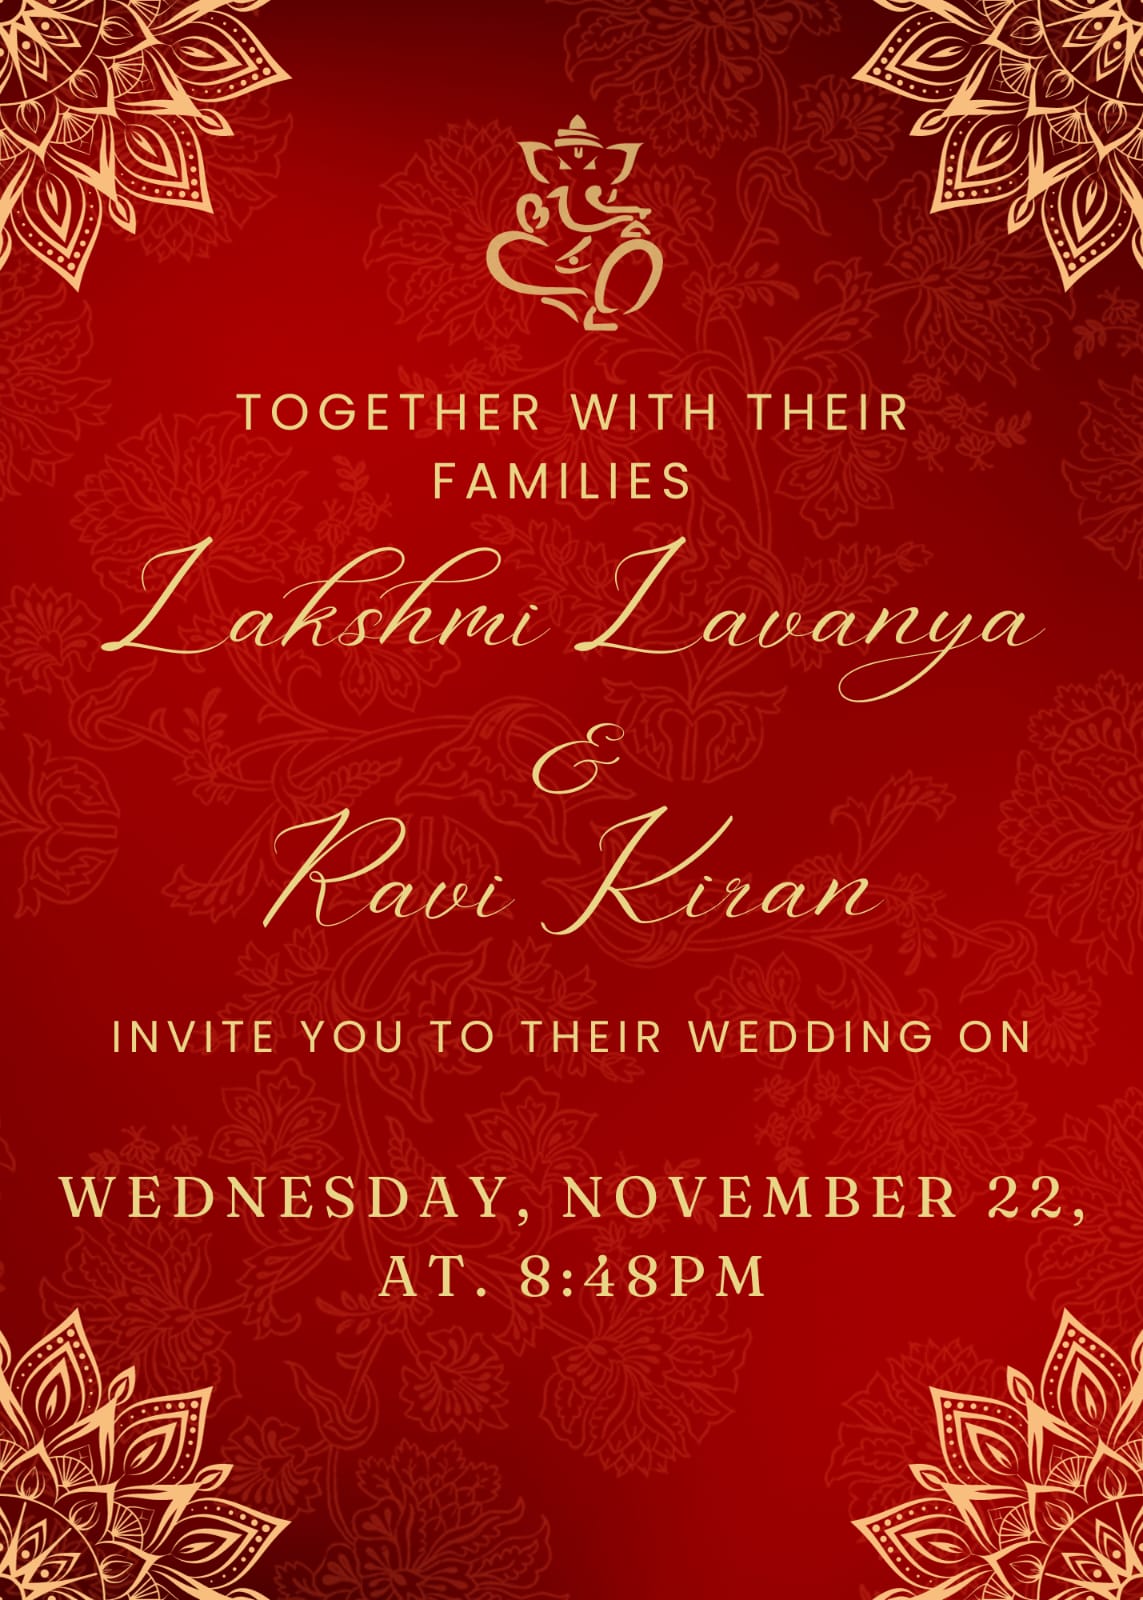 TOGETHER WITH THEIR
FAMILIES
Lakshmi Lavanya
&
Ravi Kiran
INVITE YOU TO THEIR WEDDING ON
WEDNESDAY, NOVEMBER 22,
AT. 8:48PM